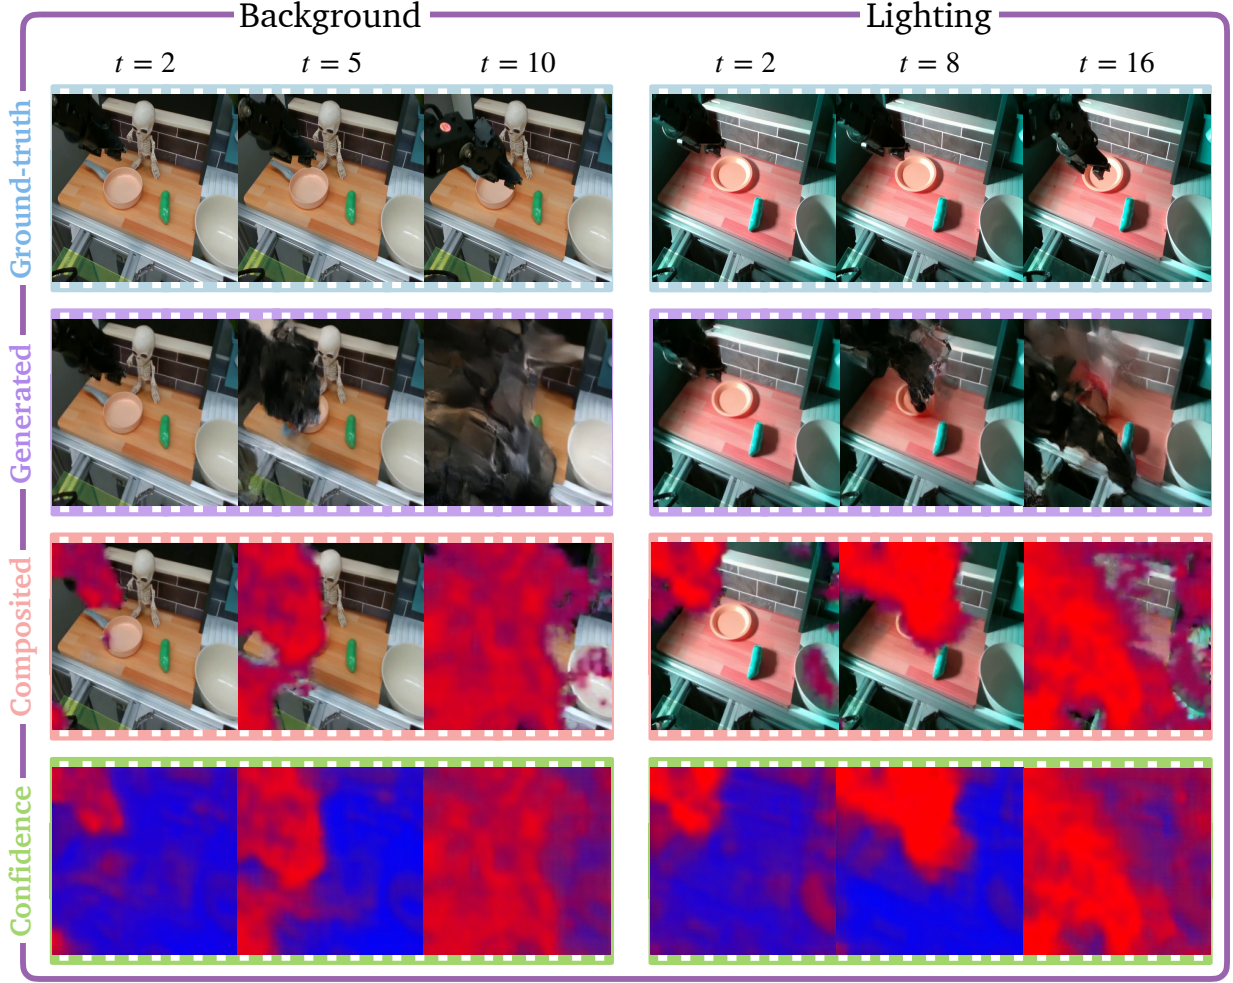 Background
Lighting
t = 2
t = 5
t = 10
t = 2
t = 8
t = 16
Ground-truth
Generated
Composited
Confidence